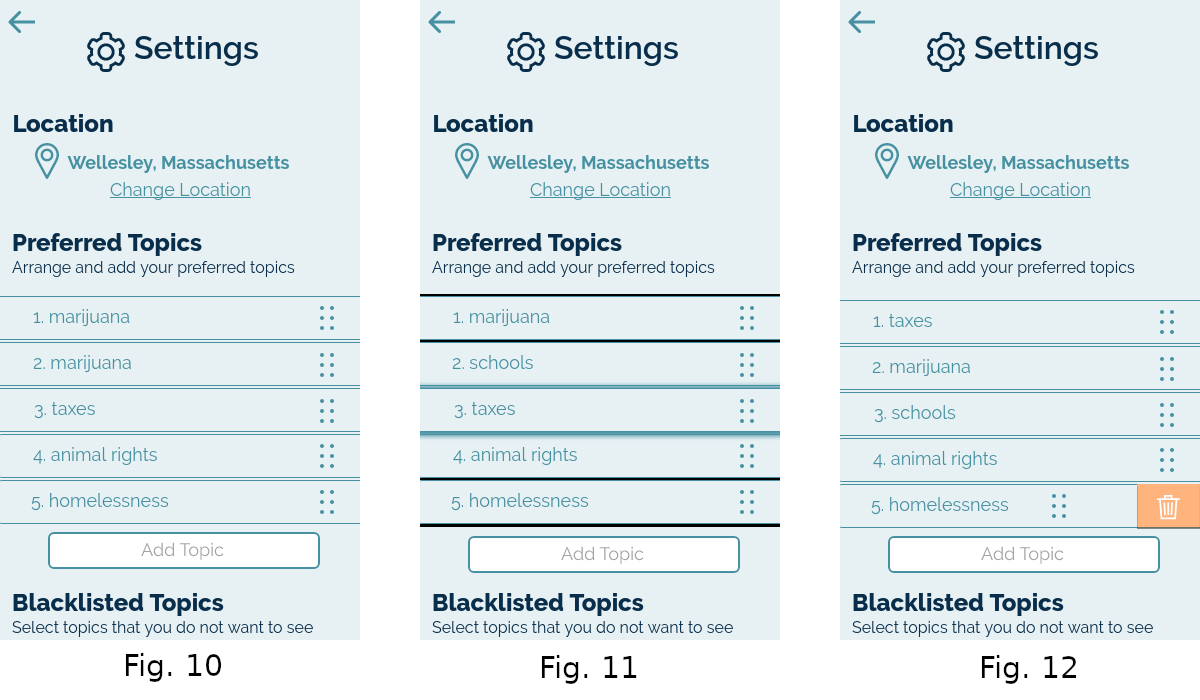 Settings
Location
Wellesley, Massachusetts
Change Location
Preferred Topics
Arrange and add your preferred topics
1. marijuana
2. marijuana
3. taxes
4. animal rights
5. homelessness
Add Topic
Blacklisted Topics
Select topics that you do not want to see
Fig. 10
Settings
Location
Wellesley, Massachusetts
Change Location
Preferred Topics
Arrange and add your preferred topics
1. marijuana
2. schools
3. taxes
4. animal rights
5. homelessness
Add Topic
Blacklisted Topics
Select topics that you do not want to see
Fig. 11
Settings
Location
Wellesley, Massachusetts
Change Location
Preferred Topics
Arrange and add your preferred topics
1. taxes
2. marijuana
3. schools
4. animal rights
5. homelessness
Add Topic
Blacklisted Topics
Select topics that you do not want to see
Fig. 12